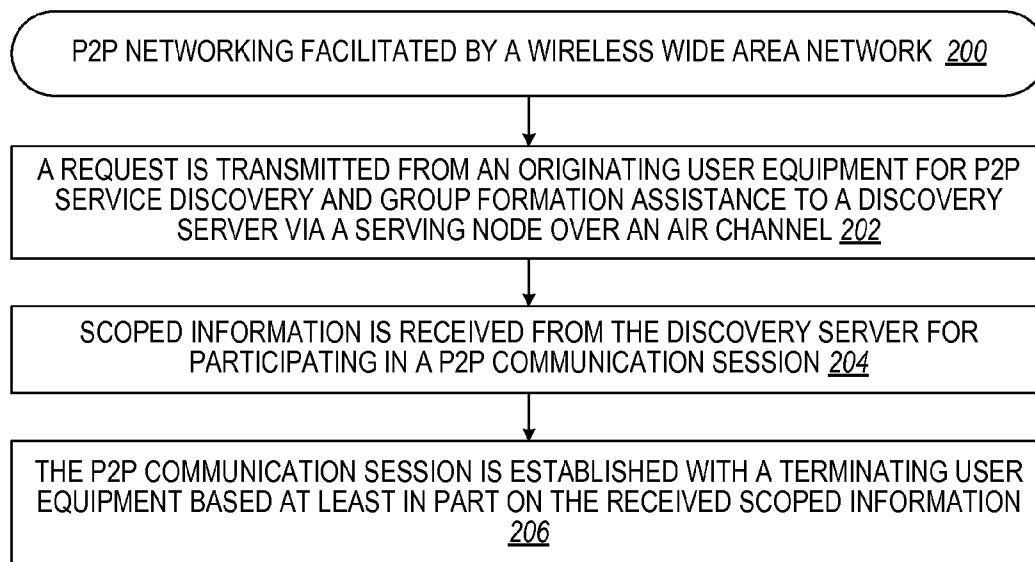 P2P NETWORKING FACILITATED BY A WIRELESS WIDE AREA NETWORK 200
A REQUEST IS TRANSMITTED FROM AN ORIGINATING USER EQUIPMENT FOR P2P
SERVICE DISCOVERY AND GROUP FORMATION ASSISTANCE TO A DISCOVERY
SERVER VIA A SERVING NODE OVER AN AIR CHANNEL 202
SCOPED INFORMATION IS RECEIVED FROM THE DISCOVERY SERVER FOR
PARTICIPATING IN A P2P COMMUNICATION SESSION 204
THE P2P COMMUNICATION SESSION IS ESTABLISHED WITH A TERMINATING USER
EQUIPMENT BASED AT LEAST IN PART ON THE RECEIVED SCOPED INFORMATION
206